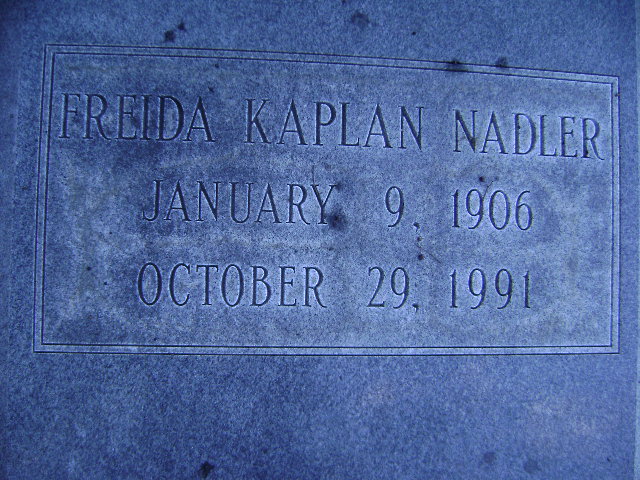 FREIDA KAPLAN NADLER
JANUARY 9, 1906
OCTOBER 29, 1991